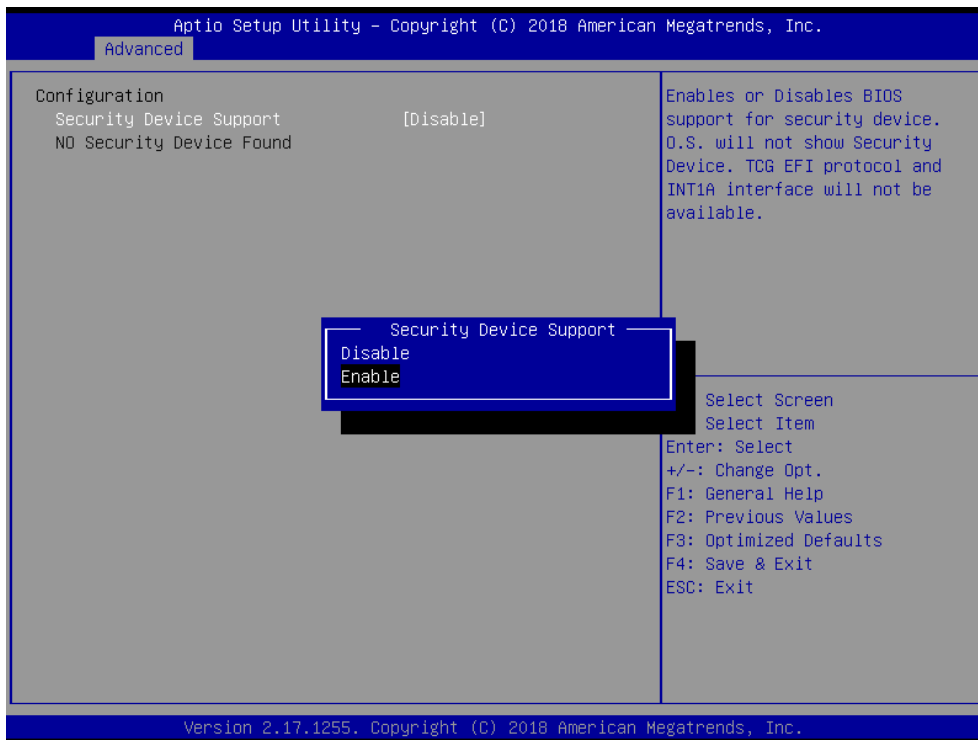 Aptio Setup Utility – Copyright (C) 2018 American Megatrends, Inc.
Advanced
Configuration
Security Device Support [Disable]
NO Security Device Found
Enables or Disables BIOS
support for security device.
O.S. will not show Security
Device. TCG EFI protocol and
INT1A interface will not be
available.
Security Device Support
Disable
Enable
Select Screen
Select Item
Enter: Select
+/-: Change Opt.
F1: General Help
F2: Previous Values
F3: Optimized Defaults
F4: Save & Exit
ESC: Exit
Version 2.17.1255. Copyright (C) 2018 American Megatrends, Inc.